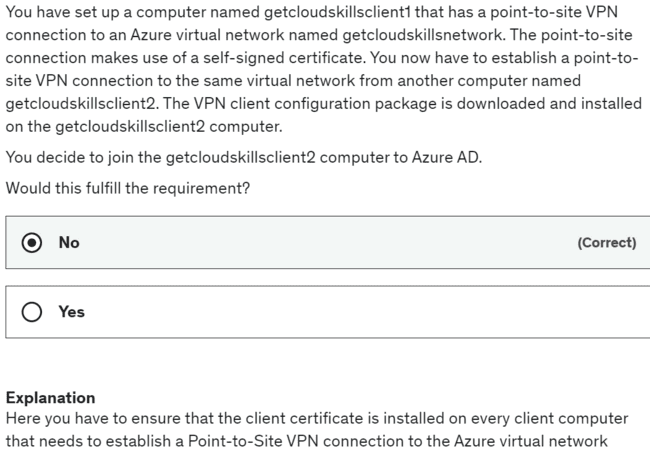 You have set up a computer named getcloudskillsclient1 that has a point-to-site VPN
connection to an Azure virtual network named getcloudskillsnetwork. The point-to-site
connection makes use of a self-signed certificate. You now have to establish a point-to-
site VPN connection to the same virtual network from another computer named
getcloudskillsclient2. The VPN client configuration package is downloaded and installed
on the getcloudskillsclient2 computer.
You decide to join the getcloudskillsclient2 computer to Azure AD.
Would this fulfill the requirement?
No (Correct)
Yes
Explanation
Here you have to ensure that the client certificate is installed on every client computer
that needs to establish a Point-to-Site VPN connection to the Azure virtual network